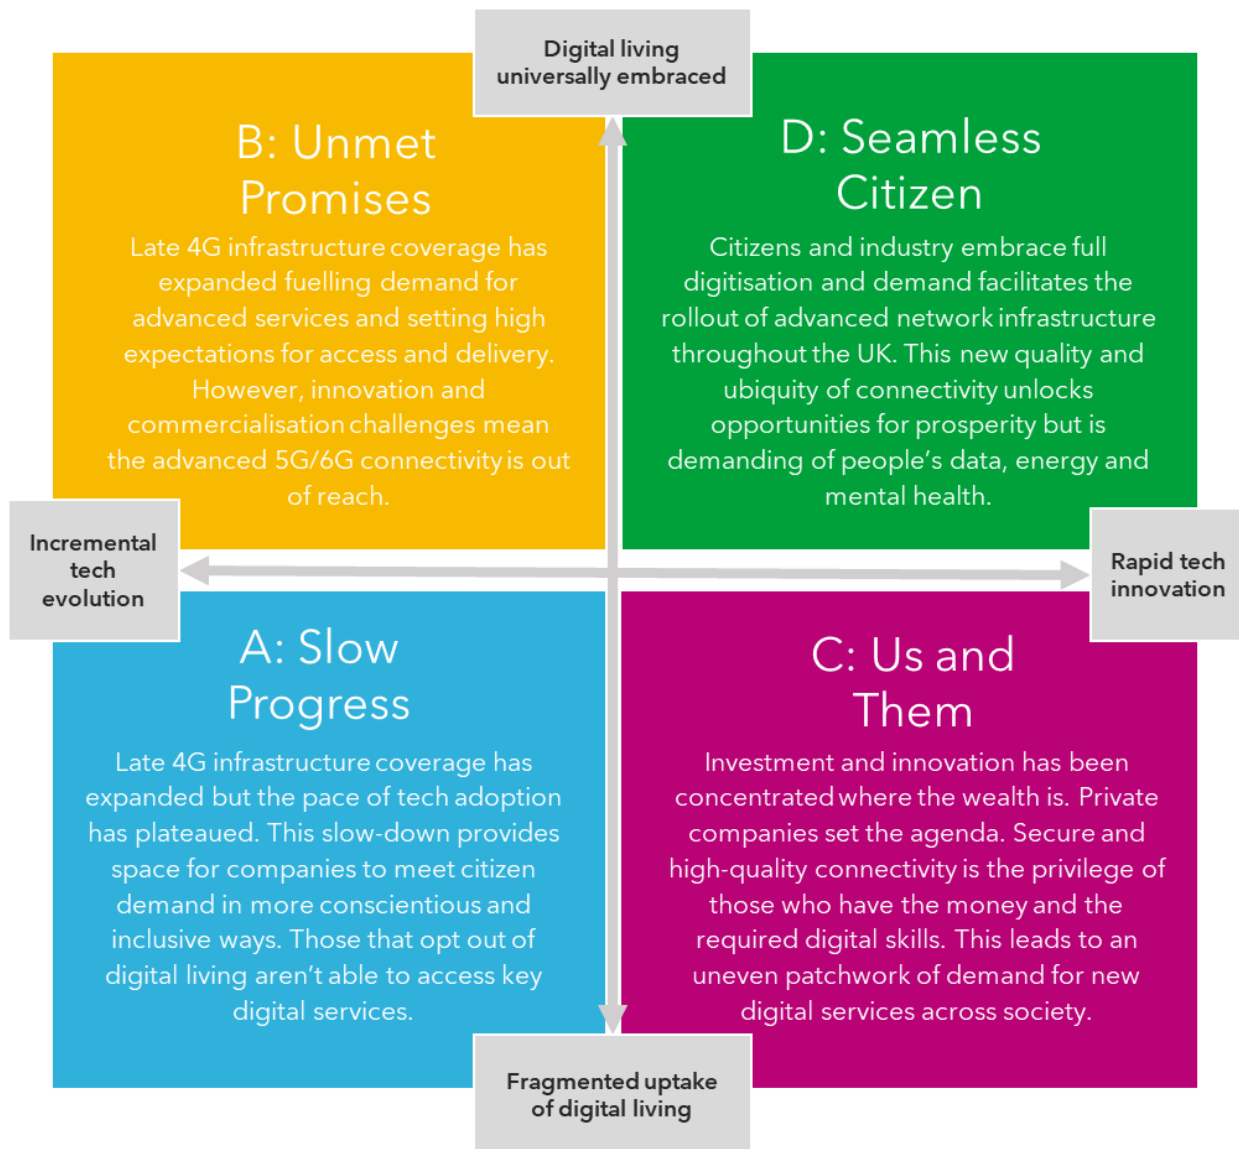 Digital living
universally embraced
B: Unmet
Promises
Late 4G infrastructure coverage has
expanded fuelling demand for
advanced services and setting high
expectations for access and delivery.
However, innovation and
commercialisation challenges mean
the advanced 5G/6G connectivity is out
of reach.
D: Seamless
Citizen
Citizens and industry embrace full
digitisation and demand facilitates the
rollout of advanced network infrastructure
throughout the UK. This new quality and
ubiquity of connectivity unlocks
opportunities for prosperity but is
demanding of people’s data, energy and
mental health.
Incremental
tech
evolution
Rapid tech
innovation
A: Slow
Progress
Late 4G infrastructure coverage has
expanded but the pace of tech adoption
has plateaued. This slow-down provides
space for companies to meet citizen
demand in more conscientious and
inclusive ways. Those that opt out of
digital living aren’t able to access key
digital services.
C: Us and
Them
Investment and innovation has been
concentrated where the wealth is. Private
companies set the agenda. Secure and
high-quality connectivity is the privilege of
those who have the money and the
required digital skills. This leads to an
uneven patchwork of demand for new
digital services across society.
Fragmented uptake
of digital living